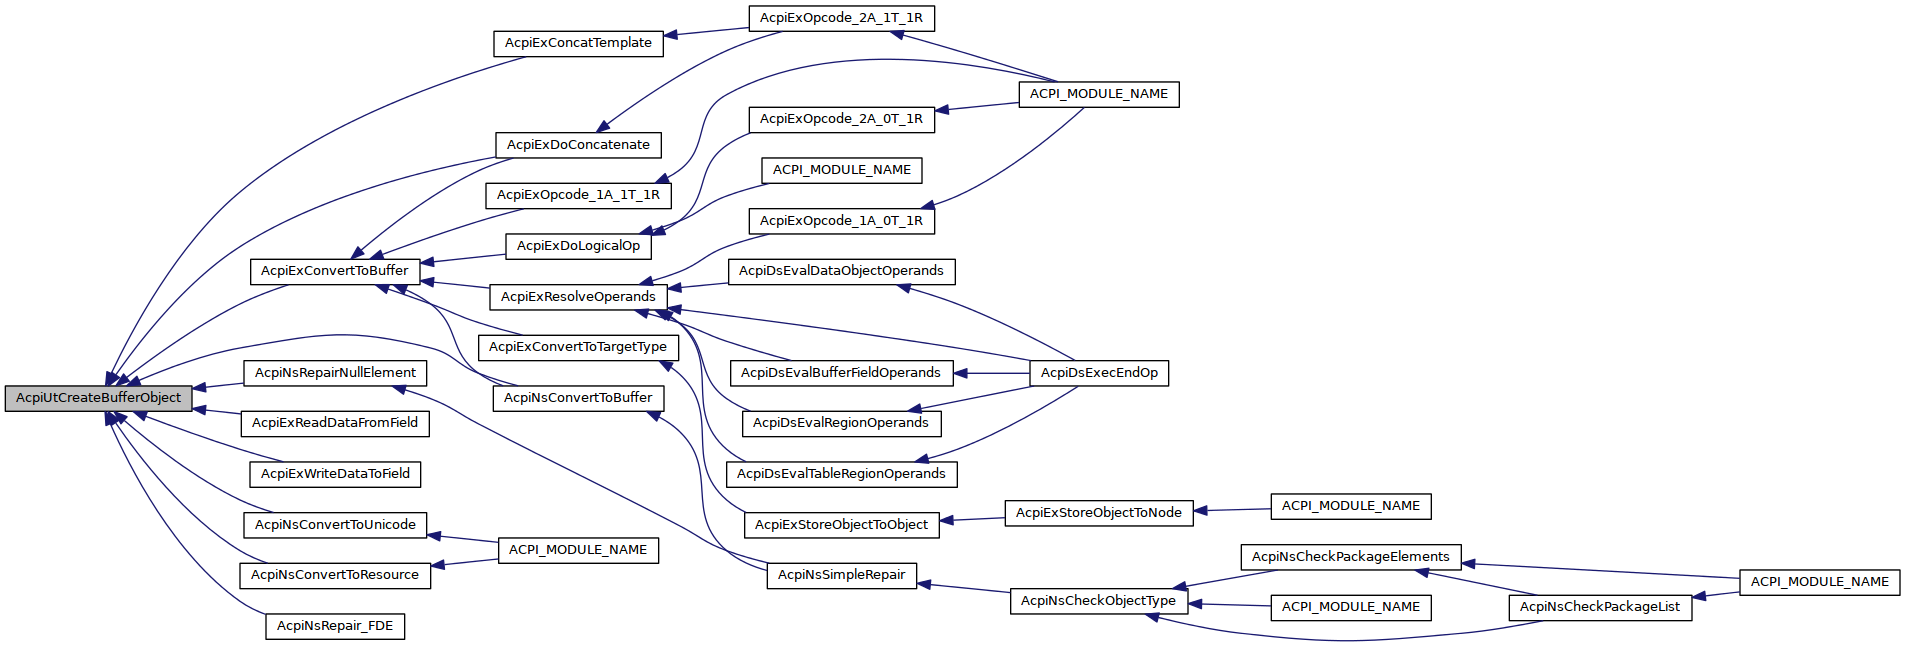 AcpiExOpcode_2A_1T_1R
AcpiExConcatTemplate
ACPI_MODULE_NAME
AcpiExOpcode_2A_0T_1R
AcpiExDoConcatenate
ACPI_MODULE_NAME
AcpiExOpcode_1A_1T_1R
AcpiExOpcode_1A_0T_1R
AcpiExDoLogicalOp
AcpiExConvertToBuffer
AcpiDsEvalDataObjectOperands
AcpiExResolveOperands
AcpiExConvertToTargetType
AcpiNsRepairNullElement
AcpiDsEvalBufferFieldOperands
AcpiDsExecEndOp
AcpiUtCreateBufferObject
AcpiNsConvertToBuffer
AcpiExReadDataFromField
AcpiDsEvalRegionOperands
AcpiExWriteDataToField
AcpiDsEvalTableRegionOperands
ACPI_MODULE_NAME
AcpiExStoreObjectToNode
AcpiNsConvertToUnicode
AcpiExStoreObjectToObject
ACPI_MODULE_NAME
AcpiNsCheckPackageElements
AcpiNsConvertToResource
AcpiNsSimpleRepair
ACPI_MODULE_NAME
AcpiNsCheckObjectType
ACPI_MODULE_NAME
AcpiNsCheckPackageList
AcpiNsRepair_FDE